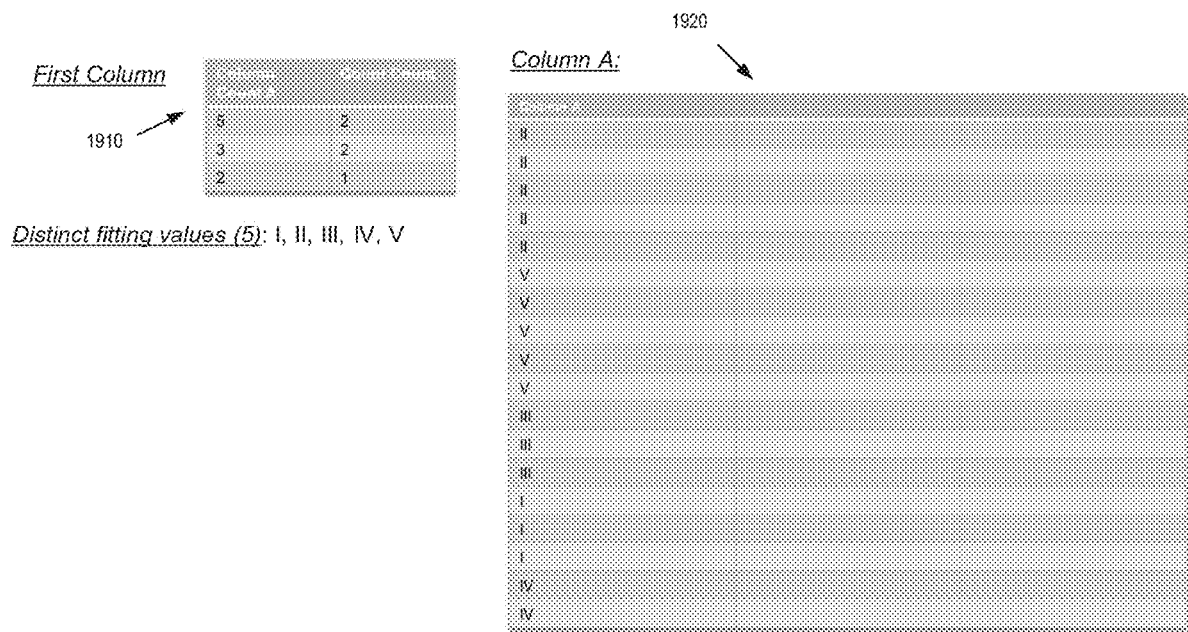 1920
First Column
Column A:
1910
5 2
3 2
2 1
Distinct fitting values (5): I, II, III, IV, V
Column A
II
II
II
II
II
V
V
V
V
V
III
III
III
I
I
I
IV
IV